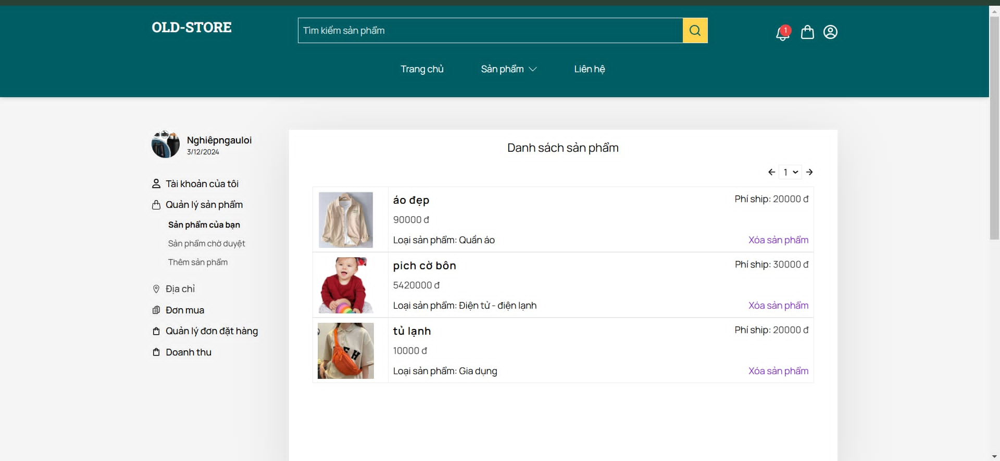 OLD-STORE
Tìm kiếm sản phẩm
1
Trang chủ
Sản phẩm
Liên hệ
Nghiêpngauloi
3/12/2024
Tài khoản của tôi
Quản lý sản phẩm
Sản phẩm của bạn
Sản phẩm chờ duyệt
Thêm sản phẩm
Địa chỉ
Đơn mua
Quản lý đơn đặt hàng
Doanh thu
Danh sách sản phẩm
1
áo đẹp
Phí ship: 20000 đ
90000 đ
Loại sản phẩm: Quần áo
Xóa sản phẩm
pich cờ bôn
Phí ship: 30000 đ
5420000 đ
Loại sản phẩm: Điện tử - điện lạnh
Xóa sản phẩm
tủ lạnh
Phí ship: 20000 đ
10000 đ
Loại sản phẩm: Gia dụng
Xóa sản phẩm